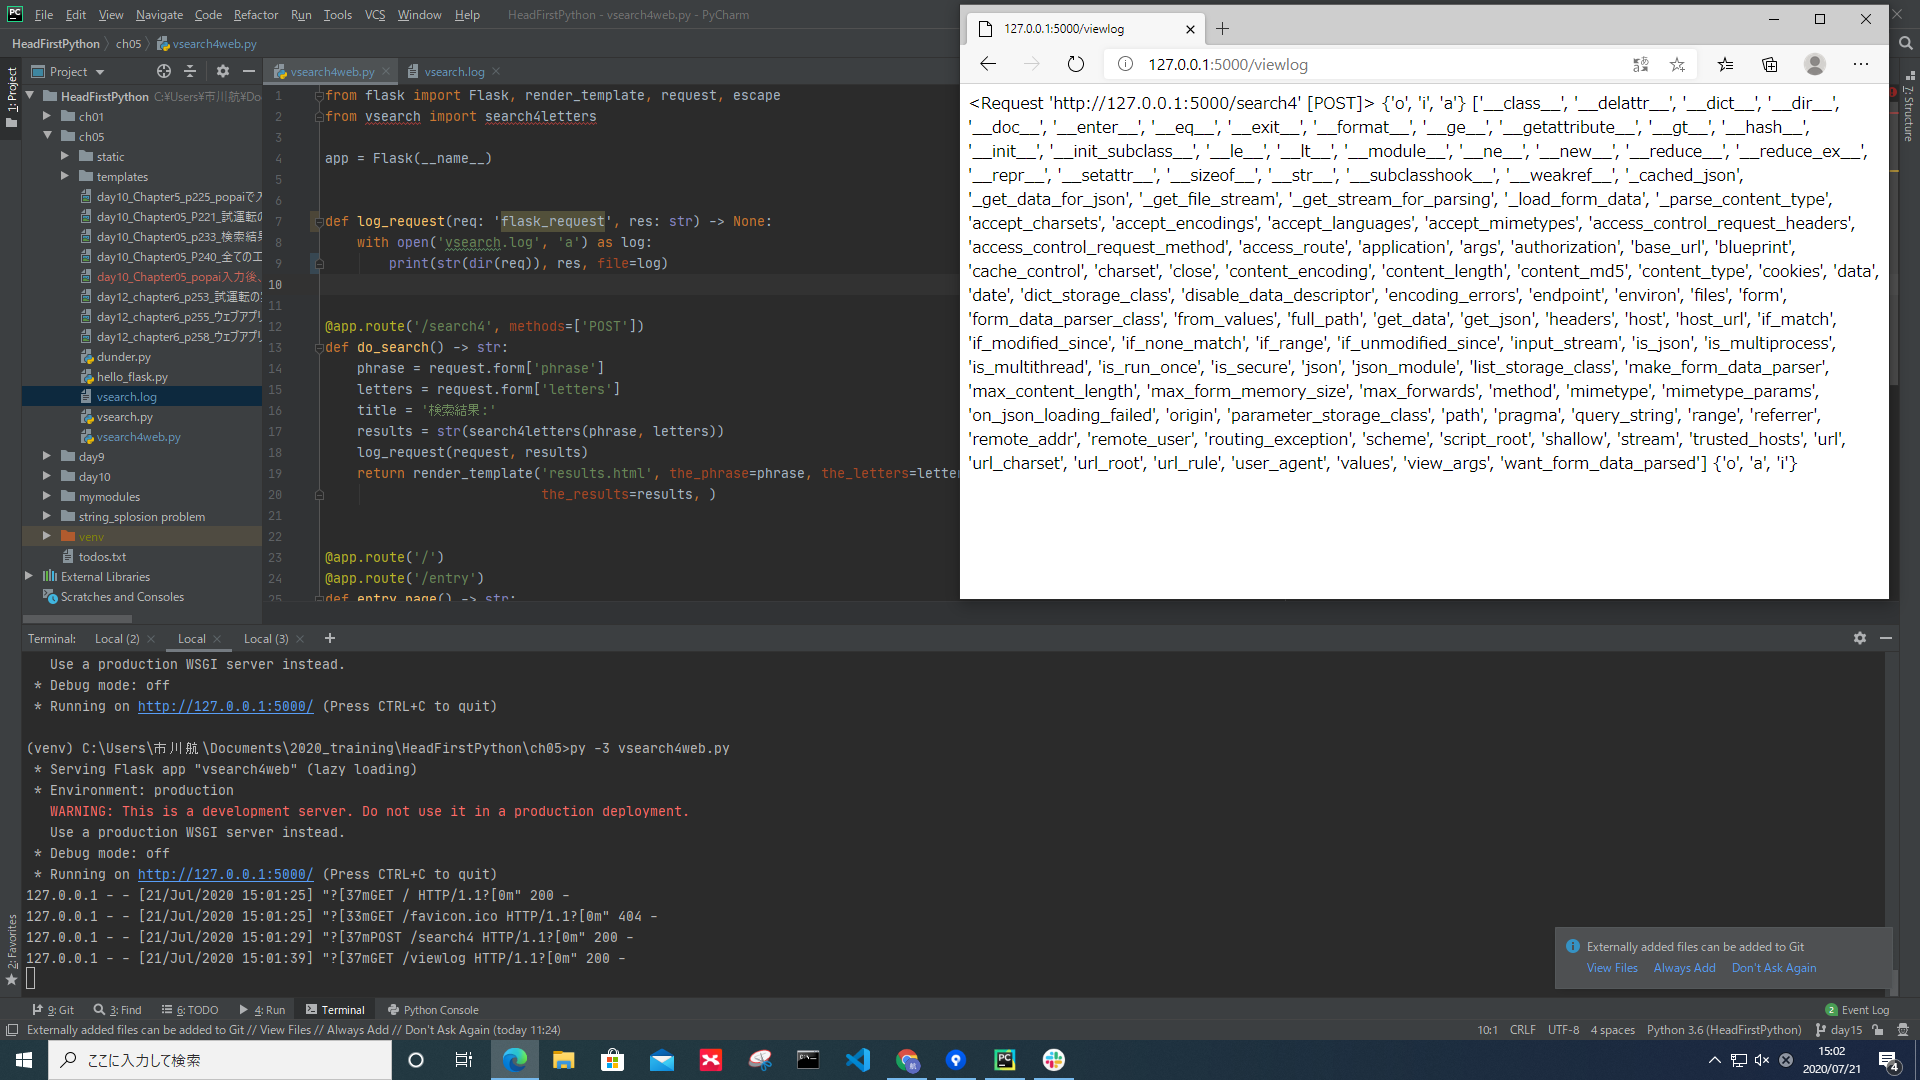 File Edit View Navigate Code Refactor Run Tools VCS Window Help HeadFirstPython - vsearch4web.py - PyCharm
HeadFirstPython ch05 vsearch4web.py
1: Project
Project
HeadFirstPython C:¥Users¥市川航¥Do
ch01
ch05
static
templates
day10_Chapter5_p225_popaiで入
day10_Chapter05_P221_試運転の
day10_Chapter05_p233_検索結果
day10_Chapter05_P240_全ての工
day10_Chapter05_popai入力後、
day12_chapter6_p253_試運転の
day12_chapter6_p255_ウェブアプリ
day12_chapter6_p258_ウェブアプリ
dunder.py
hello_flask.py
vsearch.log
vsearch.py
vsearch4web.py
day9
day10
mymodules
string_splosion problem
venv
todos.txt
External Libraries
Scratches and Consoles
vsearch4web.py vsearch.log
1 from flask import Flask, render_template, request, escape
2 from vsearch import search4letters
3
4 app = Flask(__name__)
5
6
7 def log_request(req: 'flask_request', res: str) -> None:
8 with open('vsearch.log', 'a') as log:
9 print(str(dir(req)), res, file=log)
10
11
12 @app.route('/search4', methods=['POST'])
13 def do_search() -> str:
14 phrase = request.form['phrase']
15 letters = request.form['letters']
16 title = '検索結果：'
17 results = str(search4letters(phrase, letters))
18 log_request(request, results)
19 return render_template('results.html', the_phrase=phrase, the_letters=letter
20 the_results=results, )
21
22
23 @app.route('/')
24 @app.route('/entry')
25 def entry_page() -> str:
127.0.0.1:5000/viewlog
127.0.0.1:5000/viewlog
<Request 'http://127.0.0.1:5000/search4' [POST]> {'o', 'i', 'a'} ['__class__', '__delattr__', '__dict__', '__dir__',
'__doc__', '__enter__', '__eq__', '__exit__', '__format__', '__ge__', '__getattribute__', '__gt__', '__hash__',
'__init__', '__init_subclass__', '__le__', '__lt__', '__module__', '__ne__', '__new__', '__reduce__', '__reduce_ex__',
'__repr__', '__setattr__', '__sizeof__', '__str__', '__subclasshook__', '__weakref__', '_cached_json',
'_get_data_for_json', '_get_file_stream', '_get_stream_for_parsing', '_load_form_data', '_parse_content_type',
'accept_charsets', 'accept_encodings', 'accept_languages', 'accept_mimetypes', 'access_control_request_headers',
'access_control_request_method', 'access_route', 'application', 'args', 'authorization', 'base_url', 'blueprint',
'cache_control', 'charset', 'close', 'content_encoding', 'content_length', 'content_md5', 'content_type', 'cookies', 'data',
'date', 'dict_storage_class', 'disable_data_descriptor', 'encoding_errors', 'endpoint', 'environ', 'files', 'form',
'form_data_parser_class', 'from_values', 'full_path', 'get_data', 'get_json', 'headers', 'host', 'host_url', 'if_match',
'if_modified_since', 'if_none_match', 'if_range', 'if_unmodified_since', 'input_stream', 'is_json', 'is_multiprocess',
'is_multithread', 'is_run_once', 'is_secure', 'json', 'json_module', 'list_storage_class', 'make_form_data_parser',
'max_content_length', 'max_form_memory_size', 'max_forwards', 'method', 'mimetype', 'mimetype_params',
'on_json_loading_failed', 'origin', 'parameter_storage_class', 'path', 'pragma', 'query_string', 'range', 'referrer',
'remote_addr', 'remote_user', 'routing_exception', 'scheme', 'script_root', 'shallow', 'stream', 'trusted_hosts', 'url',
'url_charset', 'url_root', 'url_rule', 'user_agent', 'values', 'view_args', 'want_form_data_parsed'] {'o', 'a', 'i'}
Z: Structure
Terminal: Local (2) Local Local (3)
Use a production WSGI server instead.
* Debug mode: off
* Running on http://127.0.0.1:5000/ (Press CTRL+C to quit)
(venv) C:\Users\市川航\Documents\2020_training\HeadFirstPython\ch05>py -3 vsearch4web.py
* Serving Flask app "vsearch4web" (lazy loading)
* Environment: production
WARNING: This is a development server. Do not use it in a production deployment.
Use a production WSGI server instead.
* Debug mode: off
* Running on http://127.0.0.1:5000/ (Press CTRL+C to quit)
127.0.0.1 - - [21/Jul/2020 15:01:25] "?[37mGET / HTTP/1.1?[0m" 200 -
127.0.0.1 - - [21/Jul/2020 15:01:25] "?[33mGET /favicon.ico HTTP/1.1?[0m" 404 -
127.0.0.1 - - [21/Jul/2020 15:01:29] "?[37mPOST /search4 HTTP/1.1?[0m" 200 -
127.0.0.1 - - [21/Jul/2020 15:01:39] "?[37mGET /viewlog HTTP/1.1?[0m" 200 -
2: Favorites
Externally added files can be added to Git
View Files Always Add Don't Ask Again
9: Git 3: Find 6: TODO 4: Run Terminal Python Console 2 Event Log
Externally added files can be added to Git // View Files // Always Add // Don't Ask Again (today 11:24) 10:1 CRLF UTF-8 4 spaces Python 3.6 (HeadFirstPython) day15
ここに入力して検索
15:02
2020/07/21
4